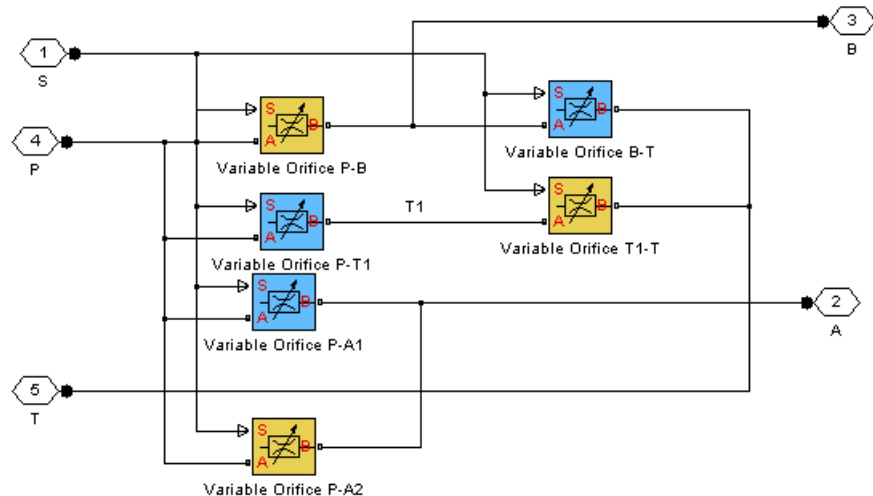 3
B
1
S
S
A
B
Variable Orifice P-B
S
A
B
Variable Orifice B-T
4
P
S
A
B
Variable Orifice P-T1
T1
S
A
B
Variable Orifice T1-T
S
A
B
Variable Orifice P-A1
2
A
5
T
S
A
B
Variable Orifice P-A2